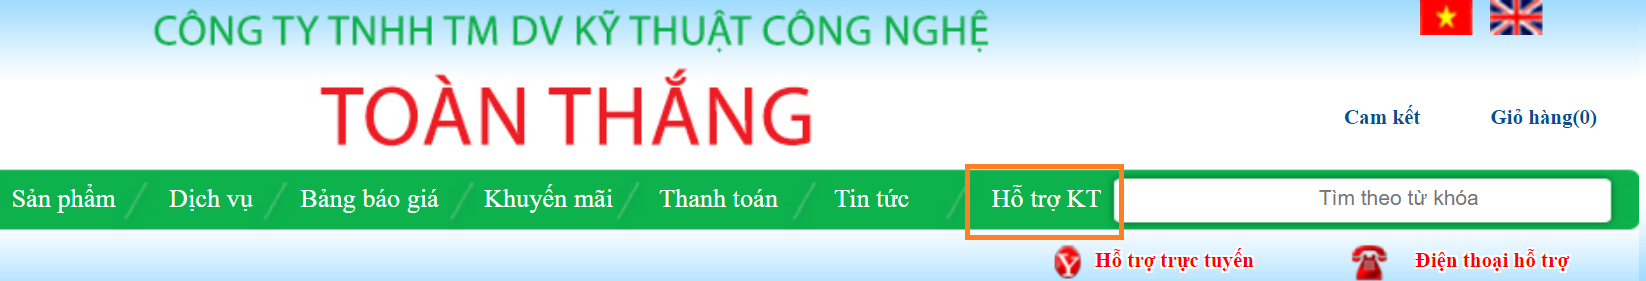 CÔNG TY TNHH TM DV KỸ THUẬT CÔNG NGHỆ
TOÀN THẮNG
Cam kết Giỏ hàng(0)
Sản phẩm Dịch vụ Bảng báo giá Khuyến mãi Thanh toán Tin tức Hỗ trợ KT Tìm theo từ khóa
Hỗ trợ trực tuyến Điện thoại hỗ trợ